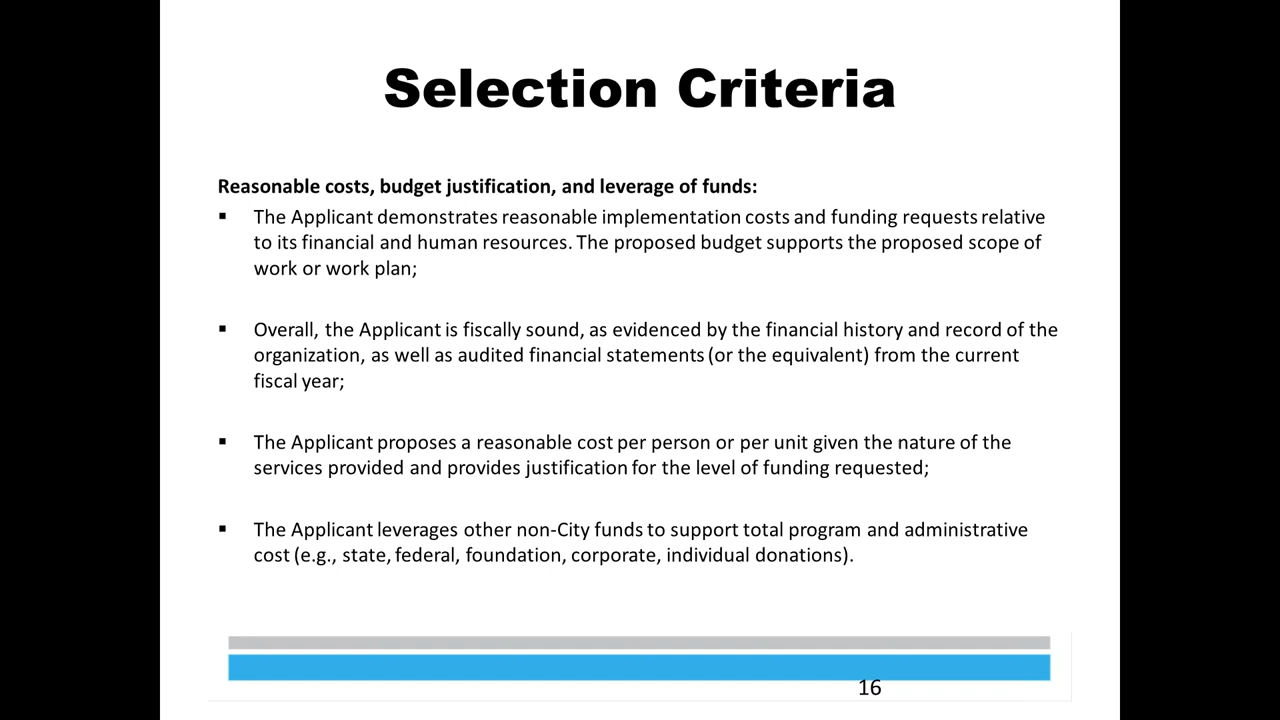 Selection Criteria
Reasonable costs, budget justification, and leverage of funds:
▪ The Applicant demonstrates reasonable implementation costs and funding requests relative
to its financial and human resources. The proposed budget supports the proposed scope of
work or work plan;
▪ Overall, the Applicant is fiscally sound, as evidenced by the financial history and record of the
organization, as well as audited financial statements (or the equivalent) from the current
fiscal year;
▪ The Applicant proposes a reasonable cost per person or per unit given the nature of the
services provided and provides justification for the level of funding requested;
▪ The Applicant leverages other non-City funds to support total program and administrative
cost (e.g., state, federal, foundation, corporate, individual donations).
16